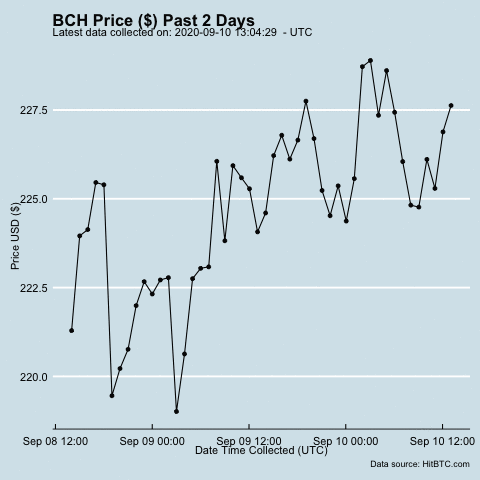 BCH Price ($) Past 2 Days
Latest data collected on: 2020-09-10 13:04:29 - UTC
227.5
225.0
222.5
220.0
Price USD ($)
Sep 08 12:00 Sep 09 00:00 Sep 09 12:00 Sep 10 00:00 Sep 10 12:00
Date Time Collected (UTC)
Data source: HitBTC.com